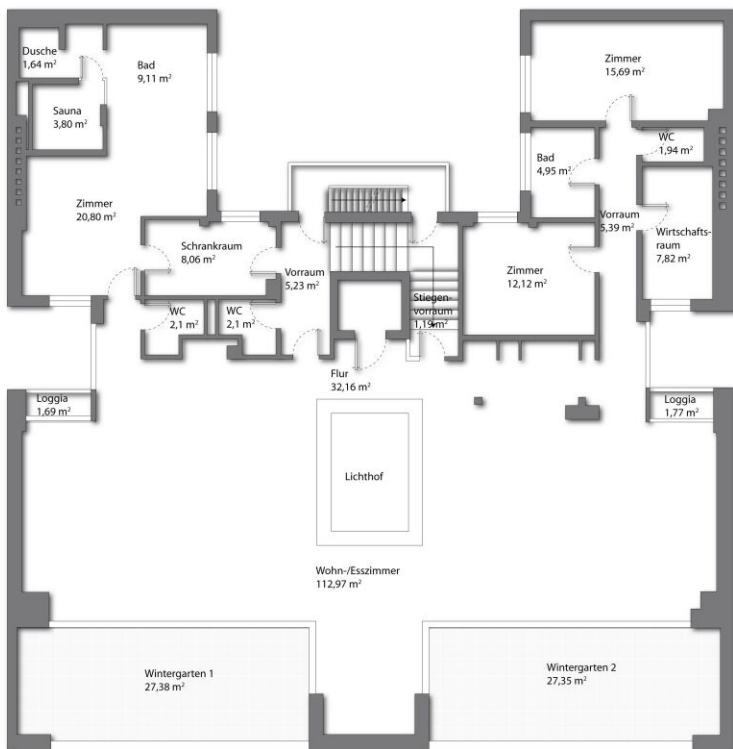 Dusche
1,64 m²
Bad
9,11 m²
Sauna
3,80 m²
Zimmer
15,69 m²
WC
1,94 m²
Bad
4,95 m²
Zimmer
20,80 m²
Schrankraum
8,06 m²
Vorraum
5,23 m²
Vorraum
5,39 m²
Wirtschafts-
raum
7,82 m²
Zimmer
12,12 m²
WC
2,1 m²
WC
2,1 m²
Stiegen-
vorraum
1,19 m²
Flur
32,16 m²
Loggia
1,69 m²
Loggia
1,77 m²
Lichthof
Wohn-/Esszimmer
112,97 m²
Wintergarten 1
27,38 m²
Wintergarten 2
27,35 m²